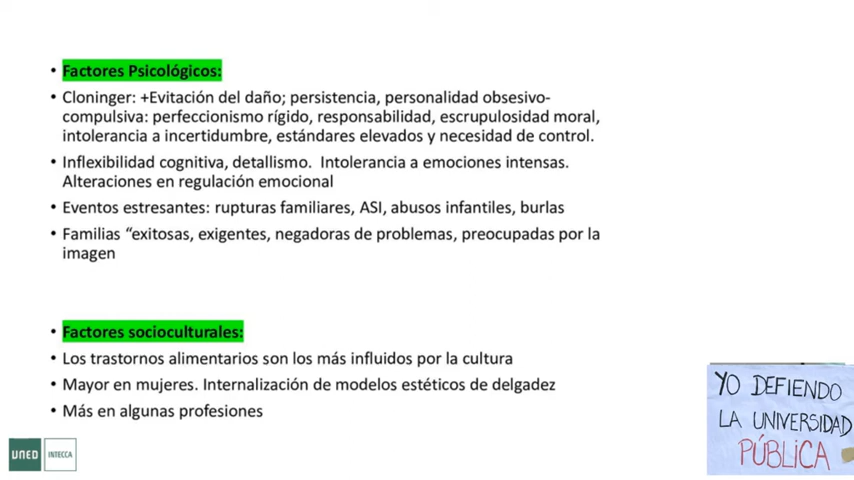 • Factores Psicológicos:
• Cloninger: +Evitación del daño; persistencia, personalidad obsesivo-
compulsiva: perfeccionismo rígido, responsabilidad, escrupulosidad moral,
intolerancia a incertidumbre, estándares elevados y necesidad de control.
• Inflexibilidad cognitiva, detallismo. Intolerancia a emociones intensas.
Alteraciones en regulación emocional
• Eventos estresantes: rupturas familiares, ASI, abusos infantiles, burlas
• Familias “exitosas, exigentes, negadoras de problemas, preocupadas por la
imagen
• Factores socioculturales:
• Los trastornos alimentarios son los más influidos por la cultura
• Mayor en mujeres. Internalización de modelos estéticos de delgadez
• Más en algunas profesiones
UNED INTECCA
YO DEFIENDO
LA UNIVERSIDAD
PÚBLICA